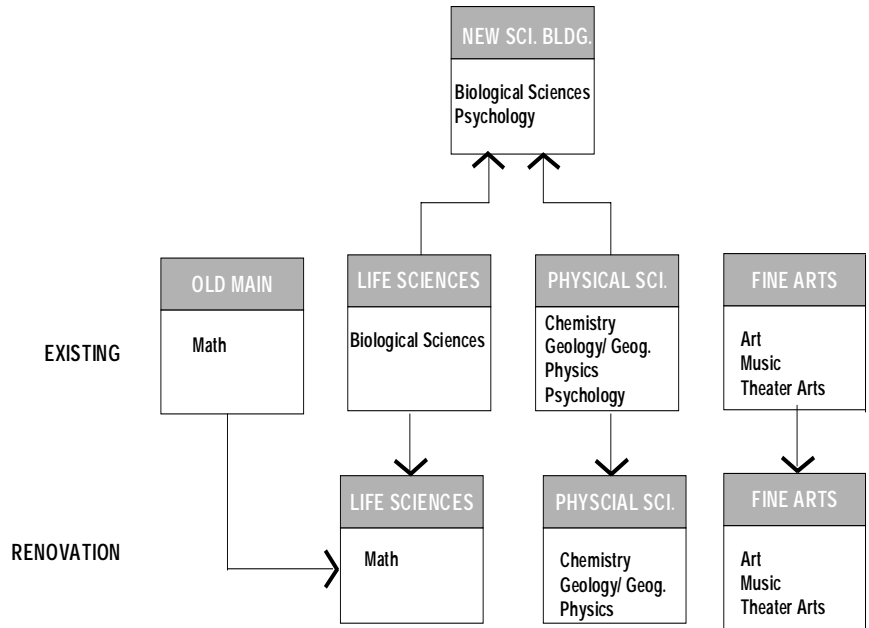 NEW SCI. BLDG.
Biological Sciences
Psychology
EXISTING
OLD MAIN
Math
LIFE SCIENCES
Biological Sciences
PHYSICAL SCI.
Chemistry
Geology/ Geog.
Physics
Psychology
FINE ARTS
Art
Music
Theater Arts
RENOVATION
LIFE SCIENCES
Math
PHYSCIAL SCI.
Chemistry
Geology/ Geog.
Physics
FINE ARTS
Art
Music
Theater Arts